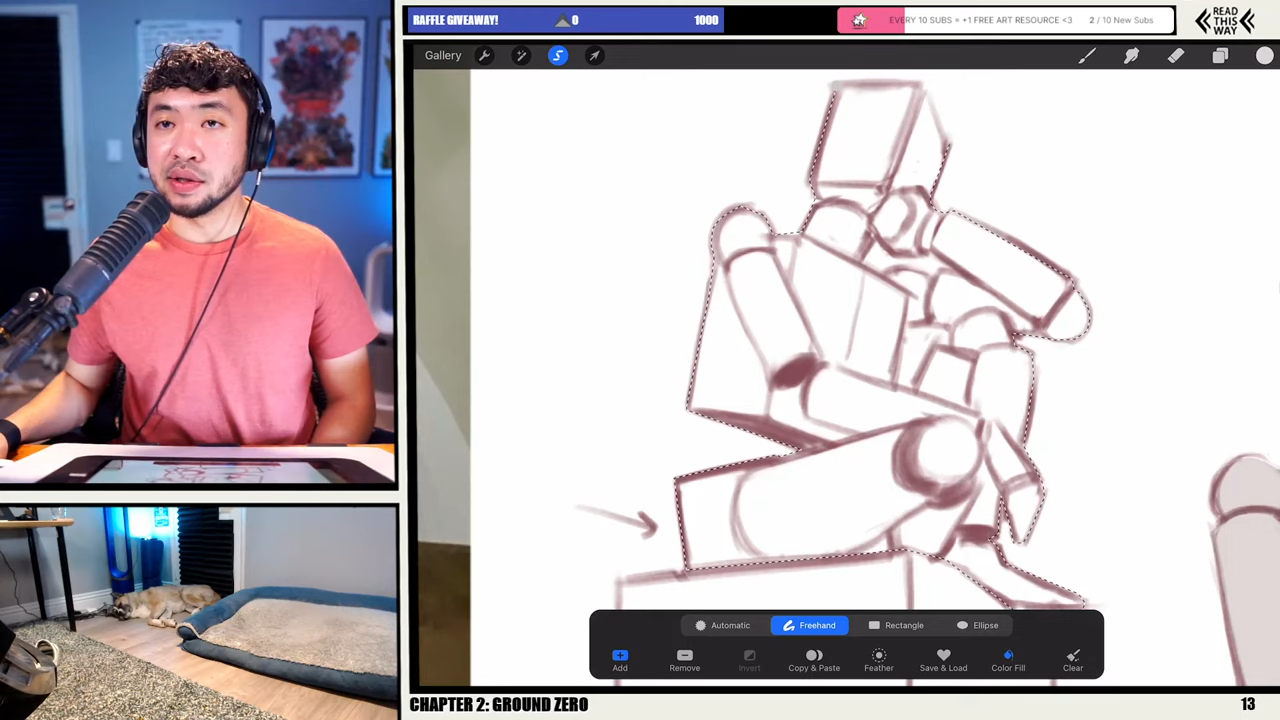 RAFFLE GIVEAWAY! 0 1000
EVERY 10 SUBS = +1 FREE ART RESOURCE <3 2 / 10 New Subs
READ
THIS
WAY
Gallery
S
Automatic Freehand Rectangle Ellipse
Add Remove Invert Copy & Paste Feather Save & Load Color Fill Clear
CHAPTER 2: GROUND ZERO 13